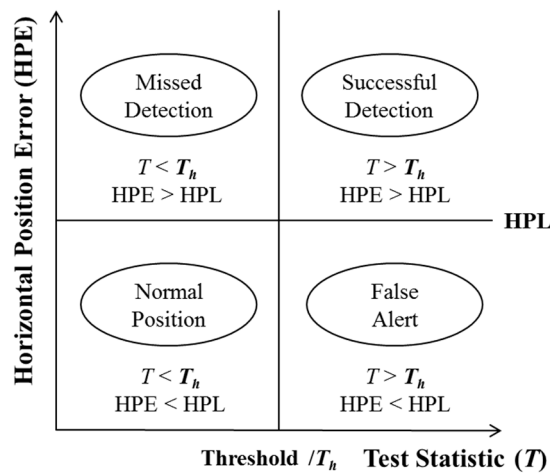 Horizontal Position Error (HPE)
Missed
Detection
T < Tₕ
HPE > HPL
Successful
Detection
T > Tₕ
HPE > HPL
HPL
Normal
Position
T < Tₕ
HPE < HPL
False
Alert
T > Tₕ
HPE < HPL
Threshold /Tₕ
Test Statistic (T)